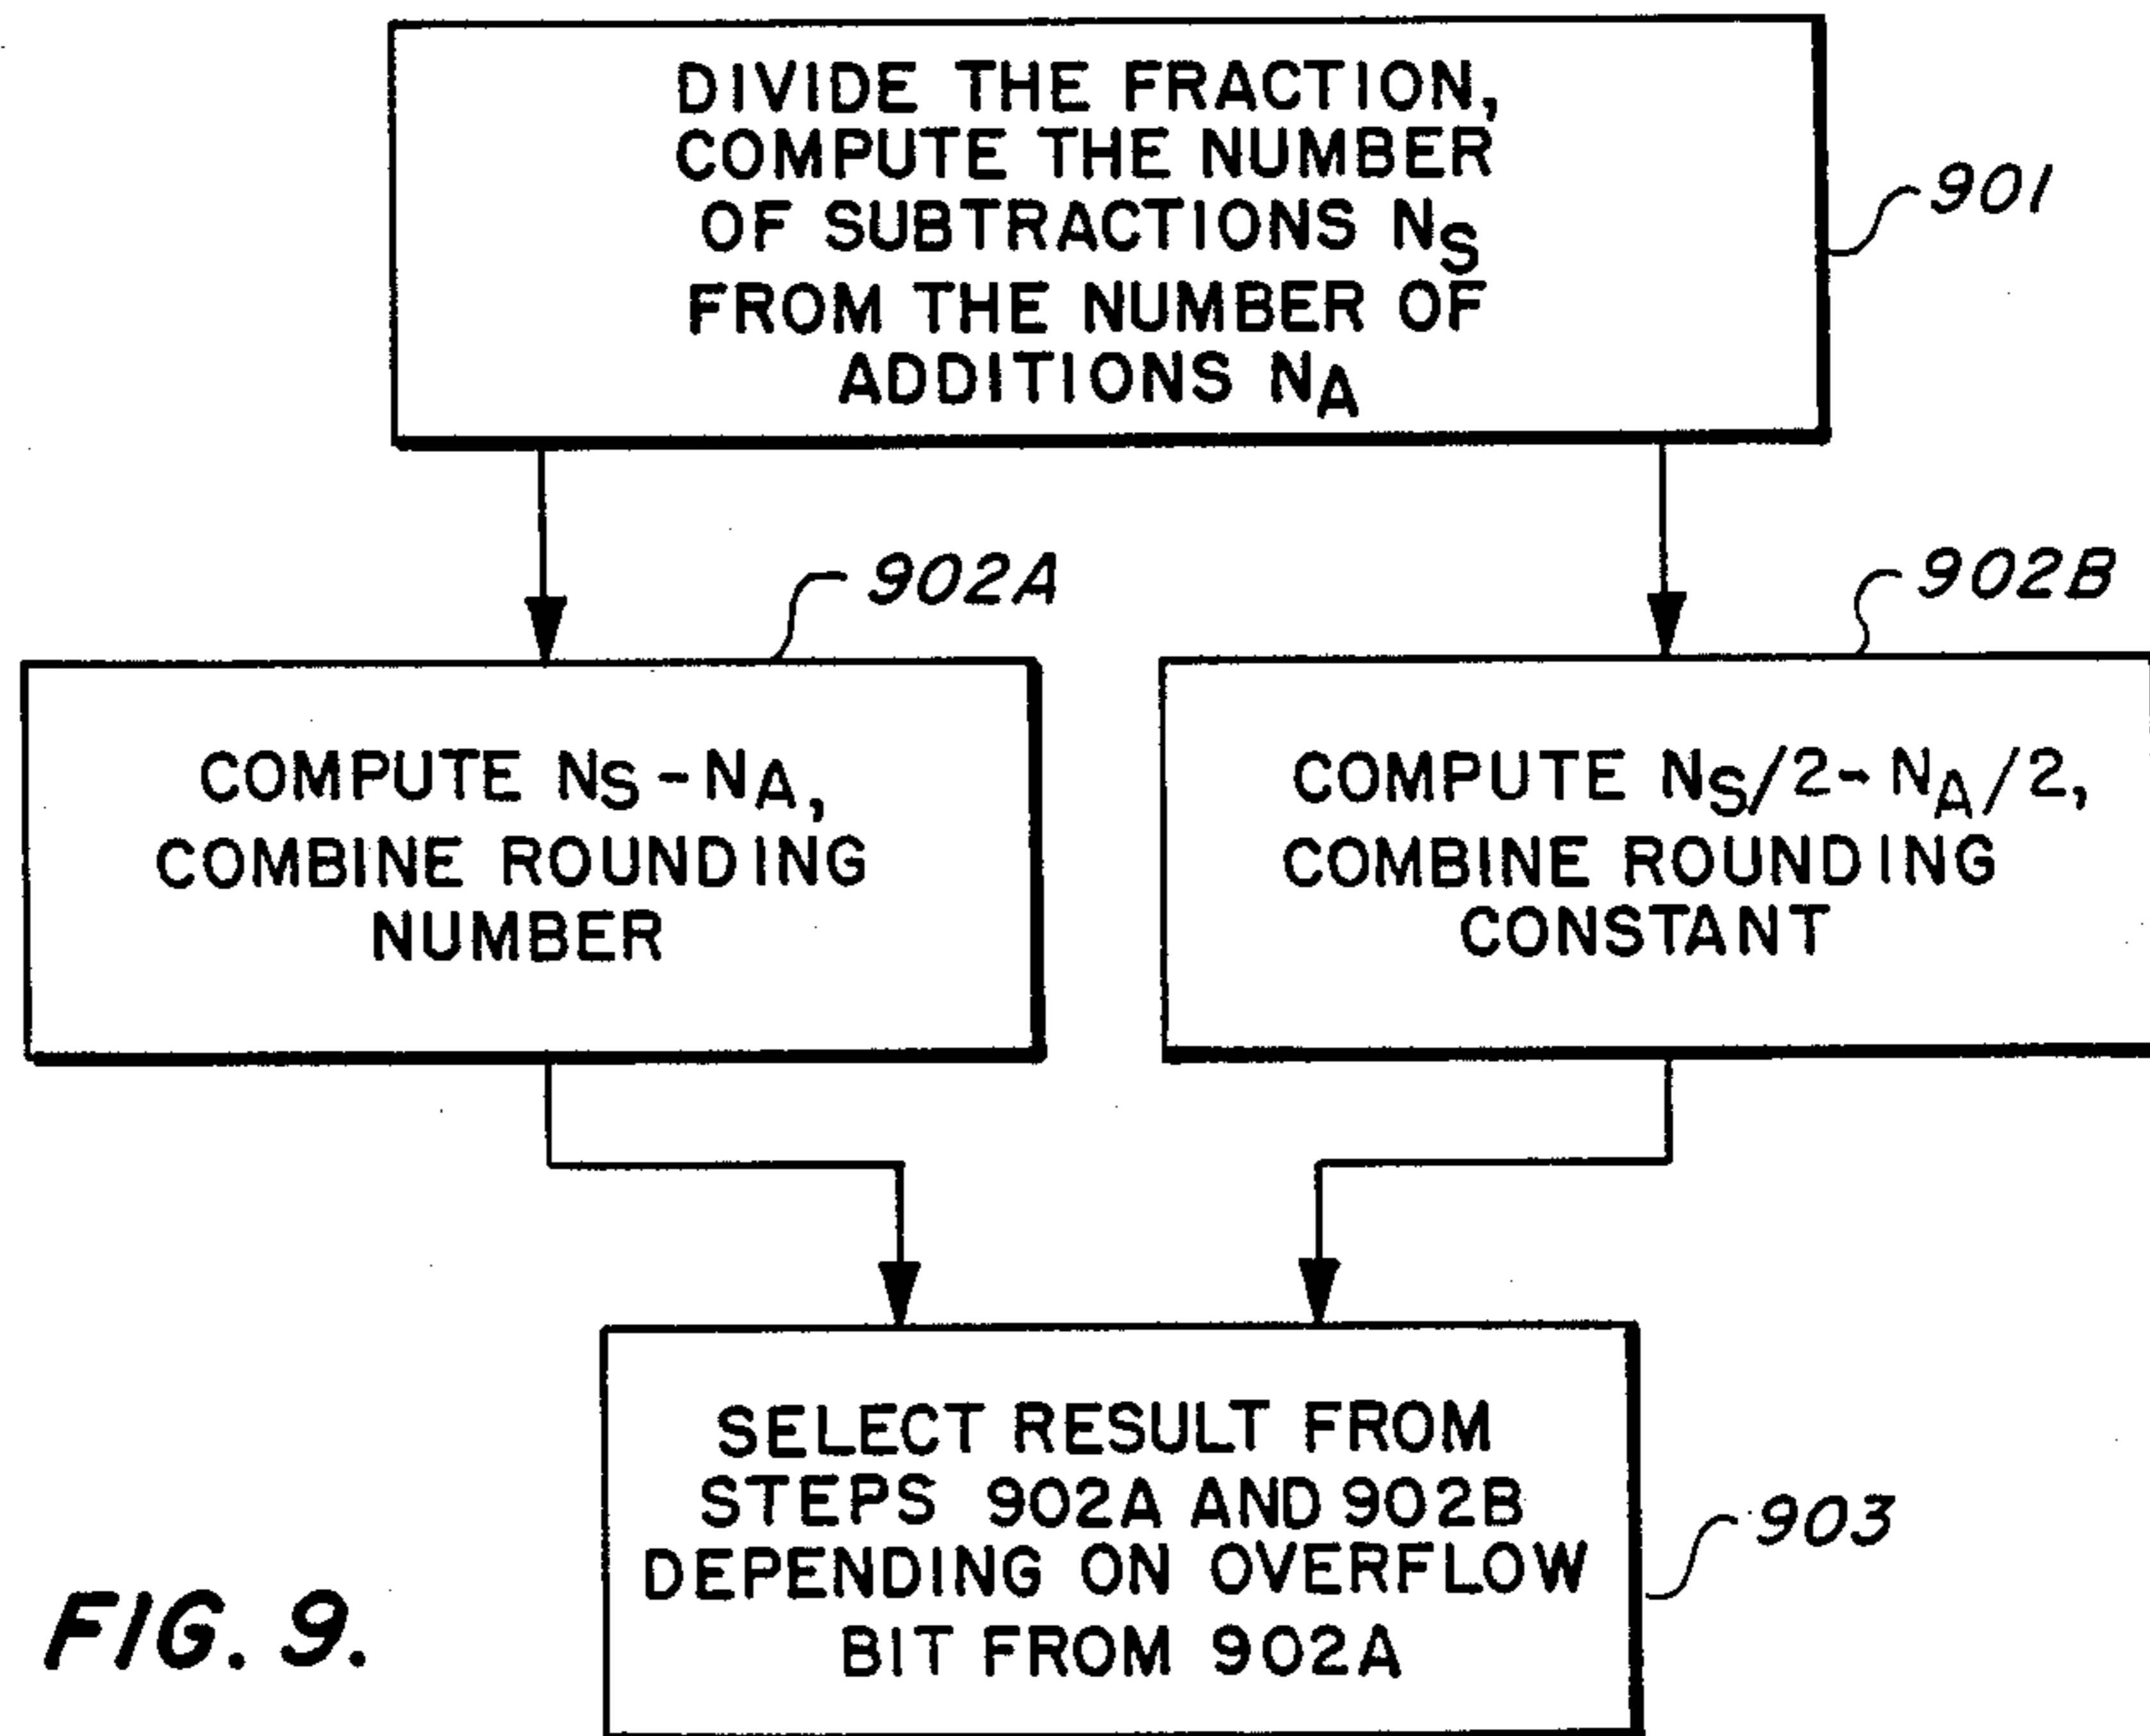 DIVIDE THE FRACTION,
COMPUTE THE NUMBER
OF SUBTRACTIONS NS
FROM THE NUMBER OF
ADDITIONS NA
901
902A
902B
COMPUTE NS-NA,
COMBINE ROUNDING
NUMBER
COMPUTE NS/2-NA/2,
COMBINE ROUNDING
CONSTANT
SELECT RESULT FROM
STEPS 902A AND 902B
DEPENDING ON OVERFLOW
BIT FROM 902A
903
FIG. 9.